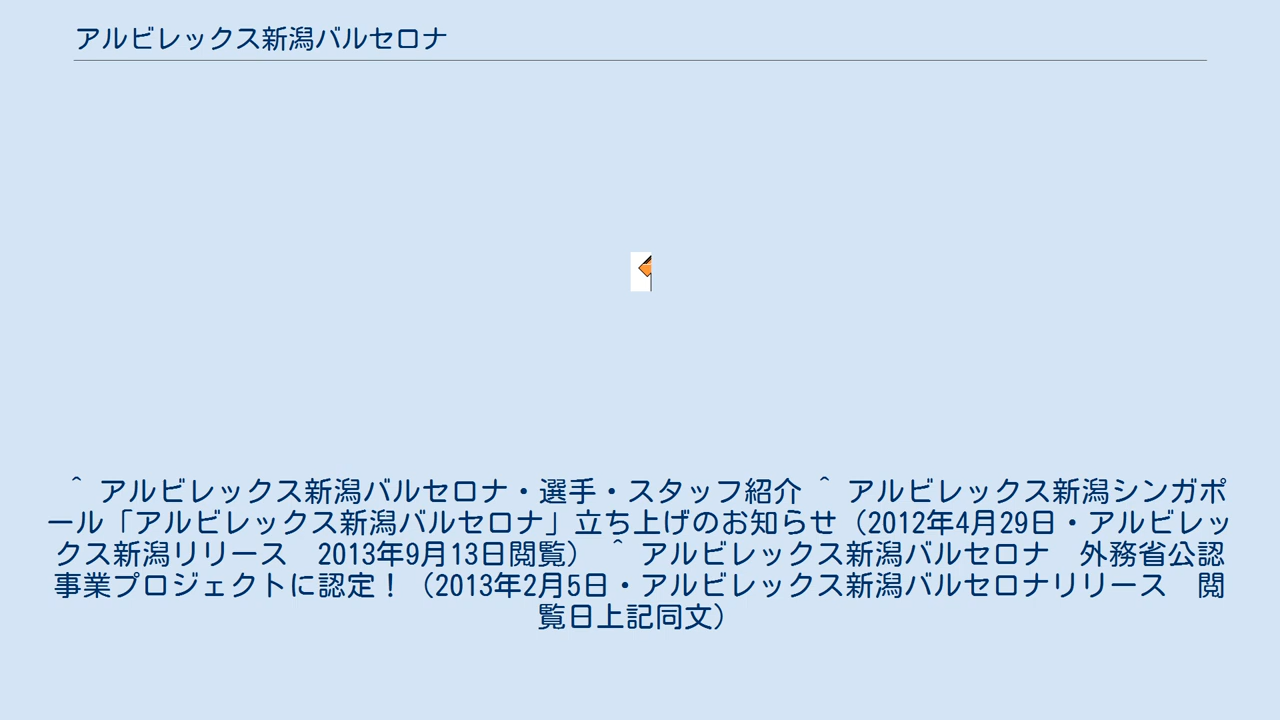 アルビレックス新潟バルセロナ
^ アルビレックス新潟バルセロナ・選手・スタッフ紹介 ^ アルビレックス新潟シンガポ
ール「アルビレックス新潟バルセロナ」立ち上げのお知らせ（2012年4月29日・アルビレッ
クス新潟リリース　2013年9月13日閲覧） ^ アルビレックス新潟バルセロナ　外務省公認
事業プロジェクトに認定！（2013年2月5日・アルビレックス新潟バルセロナリリース　閲
覧日上記同文）